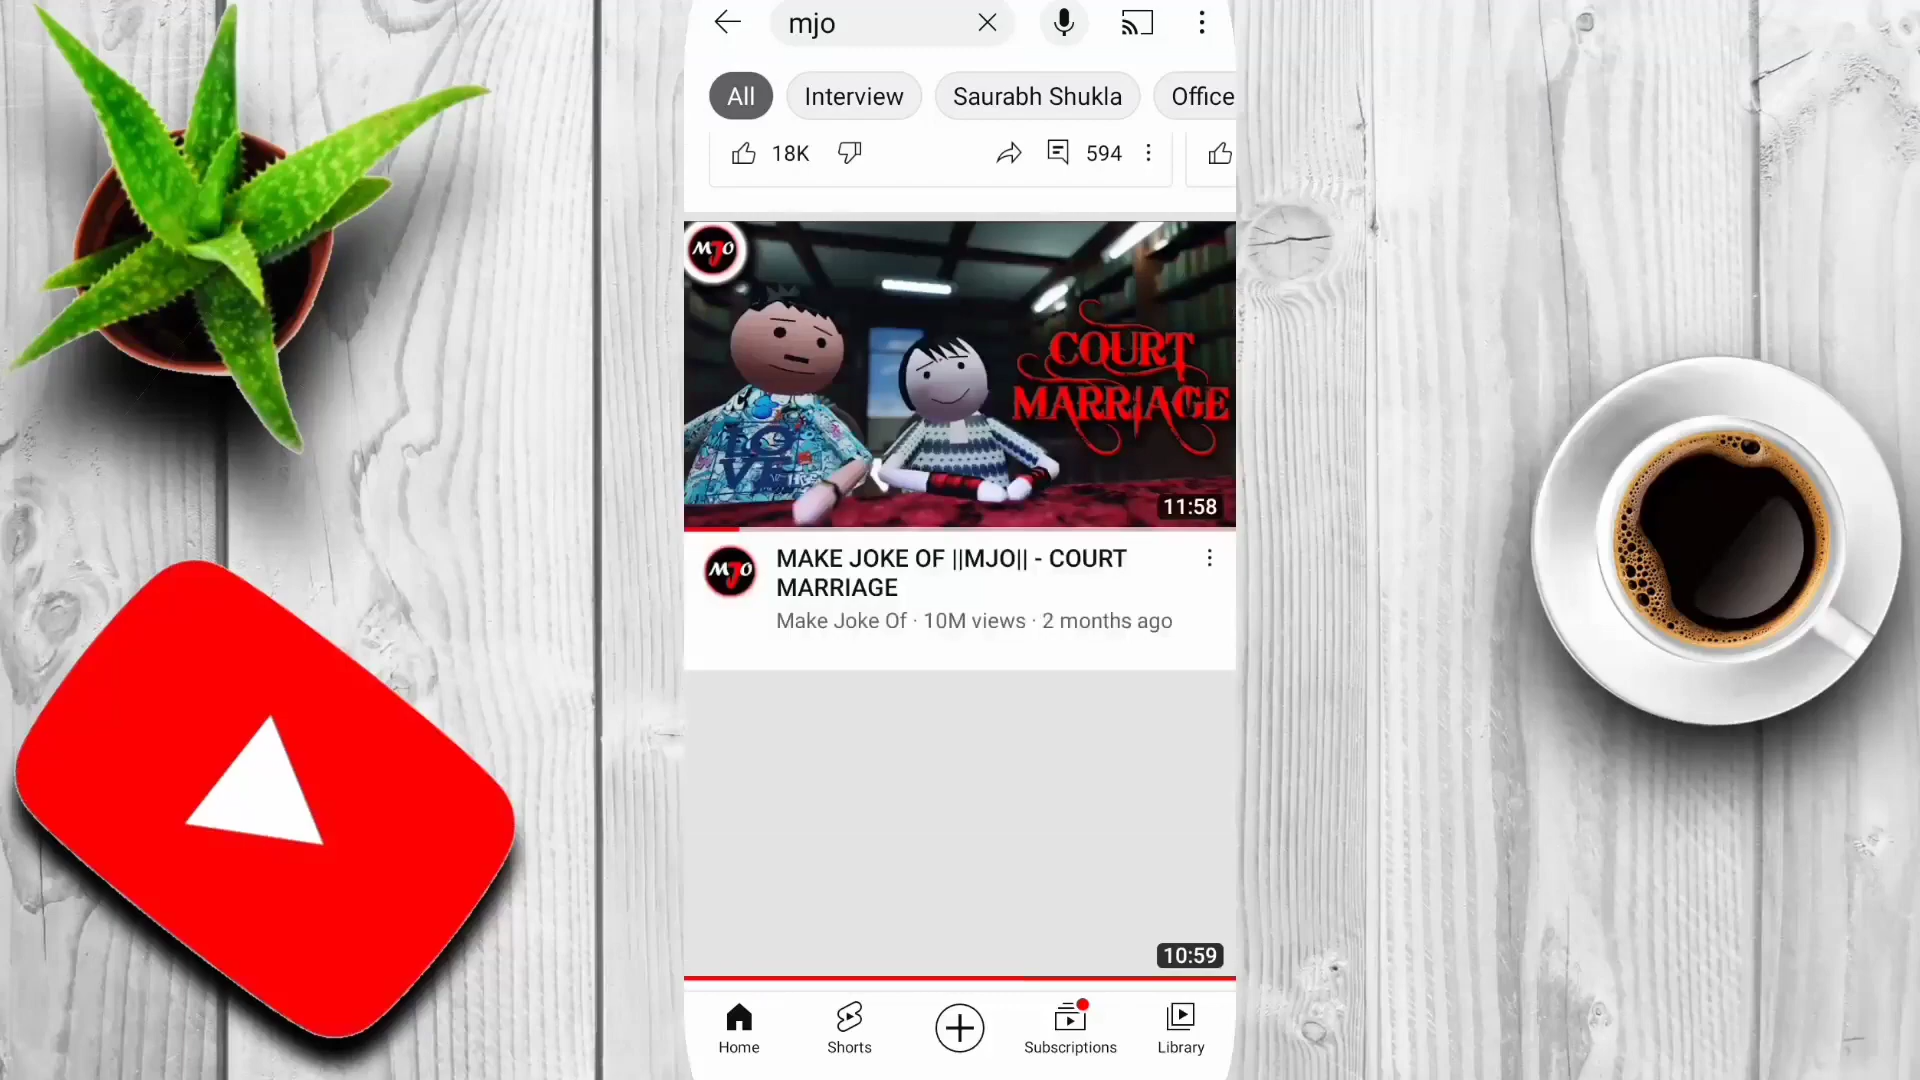 mjo
All Interview Saurabh Shukla Office
18K 594
MJO
COURT
MARRIAGE
LOVE
11:58
MJO
MAKE JOKE OF ||MJO|| - COURT
MARRIAGE
Make Joke Of · 10M views · 2 months ago
10:59
Home Shorts Subscriptions Library